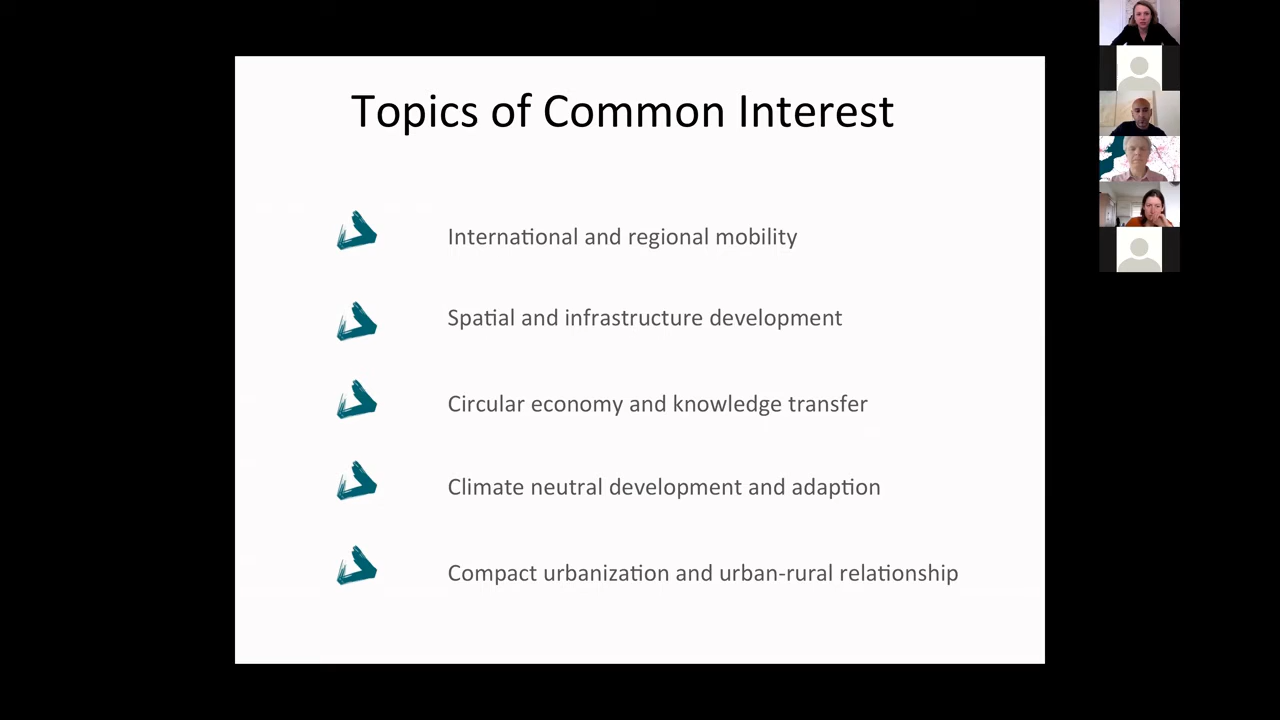 Topics of Common Interest
International and regional mobility
Spatial and infrastructure development
Circular economy and knowledge transfer
Climate neutral development and adaption
Compact urbanization and urban-rural relationship